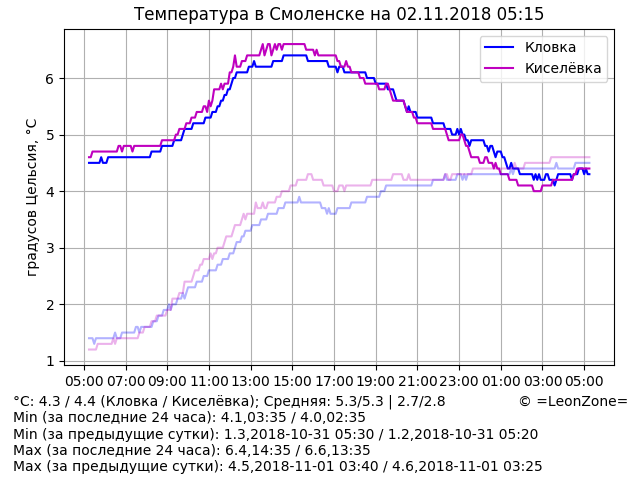 Температура в Смоленске на 02.11.2018 05:15
Кловка
Киселёвка
градусов Цельсия, °C
6
5
4
3
2
1
05:00 07:00 09:00 11:00 13:00 15:00 17:00 19:00 21:00 23:00 01:00 03:00 05:00
°C: 4.3 / 4.4 (Кловка / Киселёвка); Средняя: 5.3/5.3 | 2.7/2.8 © =LeonZone=
Min (за последние 24 часа): 4.1,03:35 / 4.0,02:35
Min (за предыдущие сутки): 1.3,2018-10-31 05:30 / 1.2,2018-10-31 05:20
Max (за последние 24 часа): 6.4,14:35 / 6.6,13:35
Max (за предыдущие сутки): 4.5,2018-11-01 03:40 / 4.6,2018-11-01 03:25